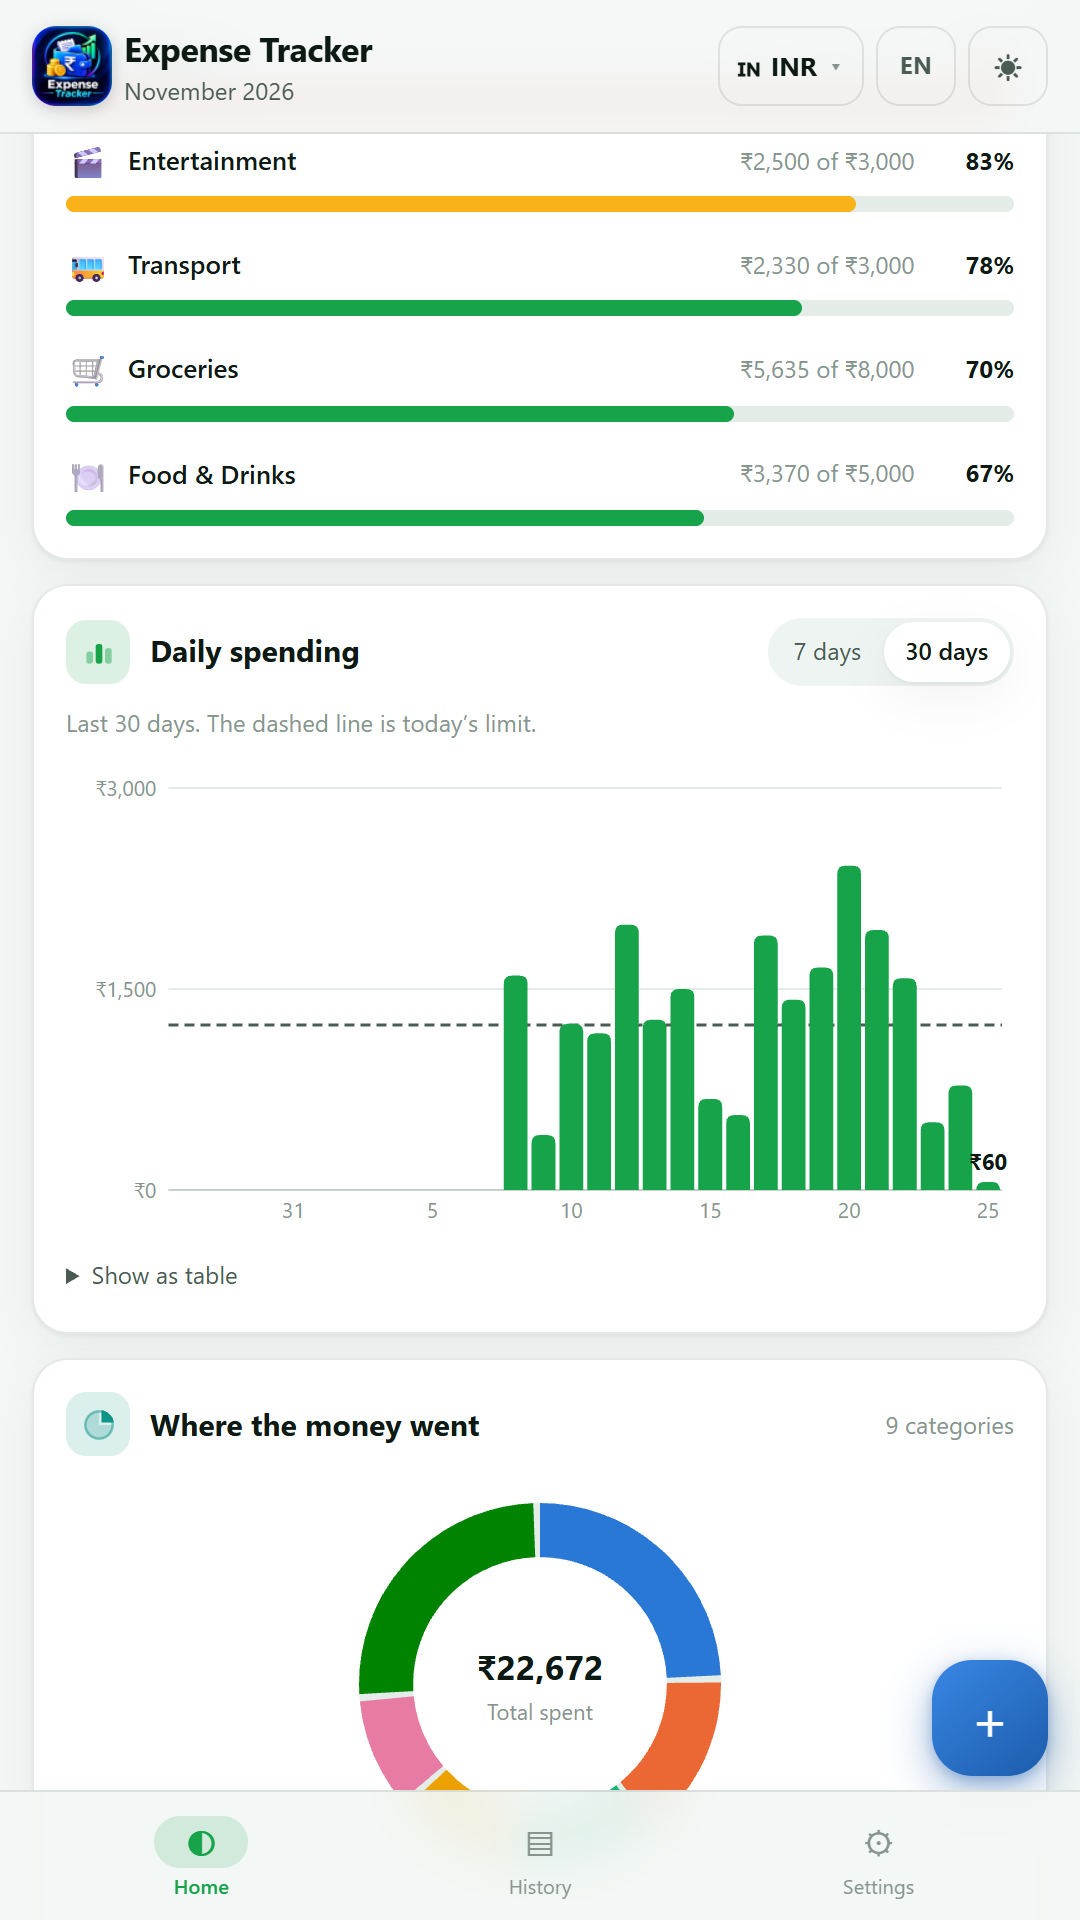 Expense Tracker
Expense Tracker
November 2026
IN INR ▼
EN
Entertainment ₹2,500 of ₹3,000 83%
Transport ₹2,330 of ₹3,000 78%
Groceries ₹5,635 of ₹8,000 70%
Food & Drinks ₹3,370 of ₹5,000 67%
Daily spending 7 days 30 days
Last 30 days. The dashed line is today’s limit.
₹3,000
₹1,500
₹60
₹0
31 5 10 15 20 25
▶ Show as table
Where the money went 9 categories
₹22,672
Total spent
+
Home History Settings